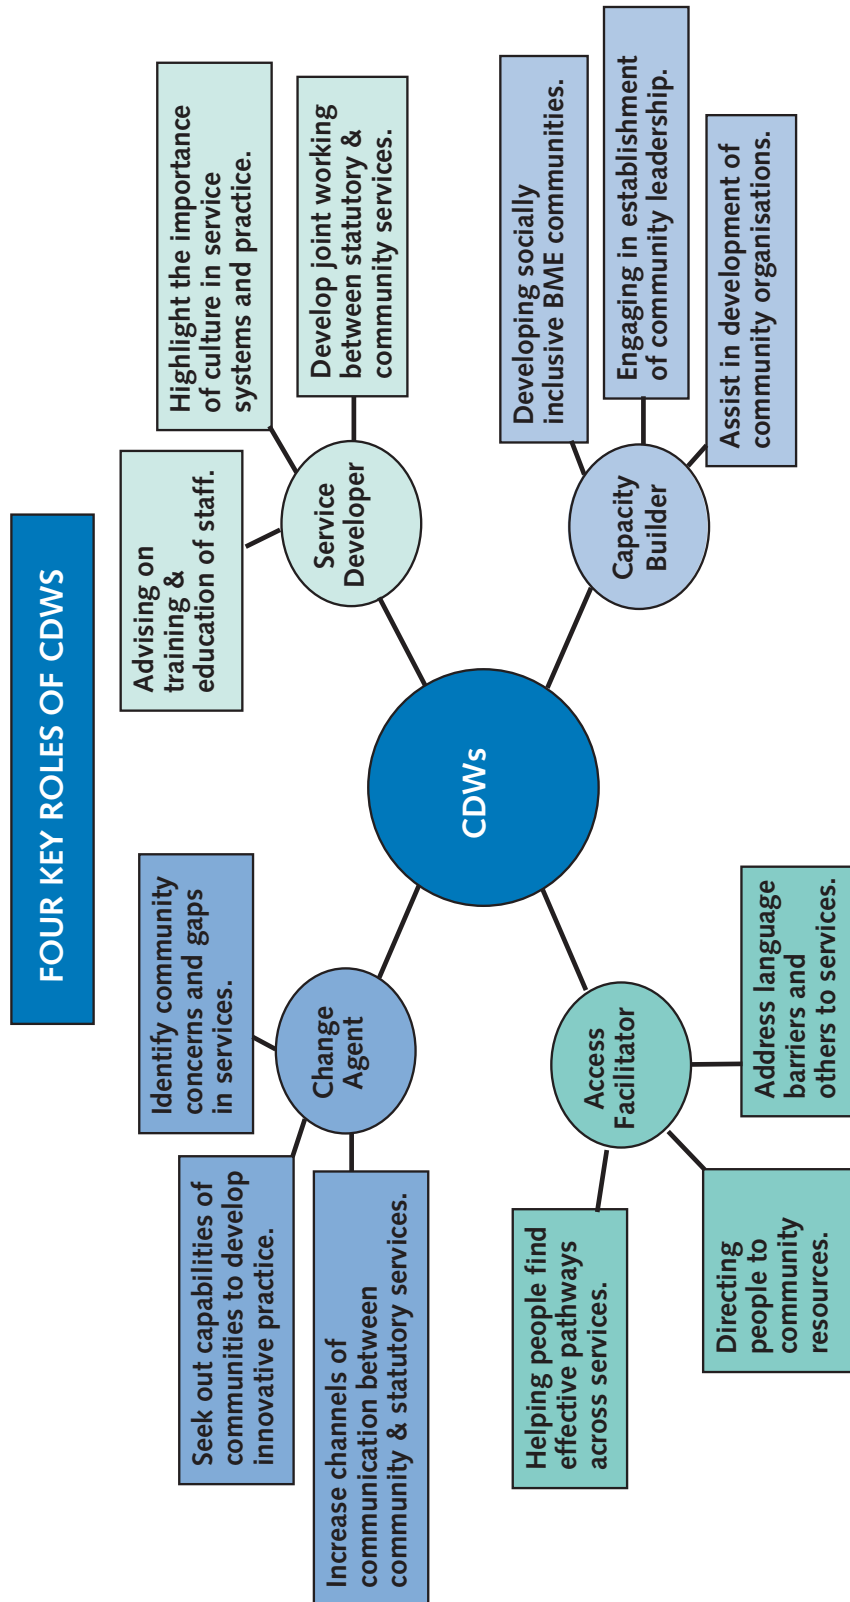 FOUR KEY ROLES OF CDWS
Seek out capabilities of
communities to develop
innovative practice.
Identify community
concerns and gaps
in services.
Increase channels of
communication between
community & statutory services.
Change
Agent
Advising on
training &
education of staff.
Highlight the importance
of culture in service
systems and practice.
Develop joint working
between statutory &
community services.
Service
Developer
CDWs
Helping people find
effective pathways
across services.
Directing
people to
community
resources.
Address language
barriers and
others to services.
Access
Facilitator
Developing socially
inclusive BME communities.
Engaging in establishment
of community leadership.
Assist in development of
community organisations.
Capacity
Builder